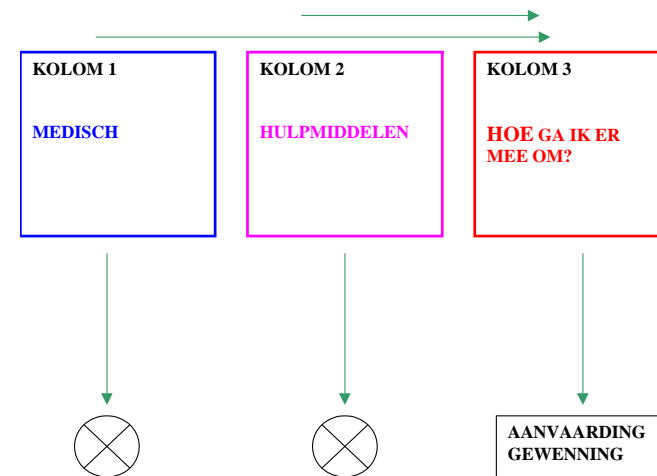 KOLOM 1
MEDISCH
KOLOM 2
HULPMIDDELEN
KOLOM 3
HOE GA IK ER
MEE OM?
AANVAARDING
GEWENNING